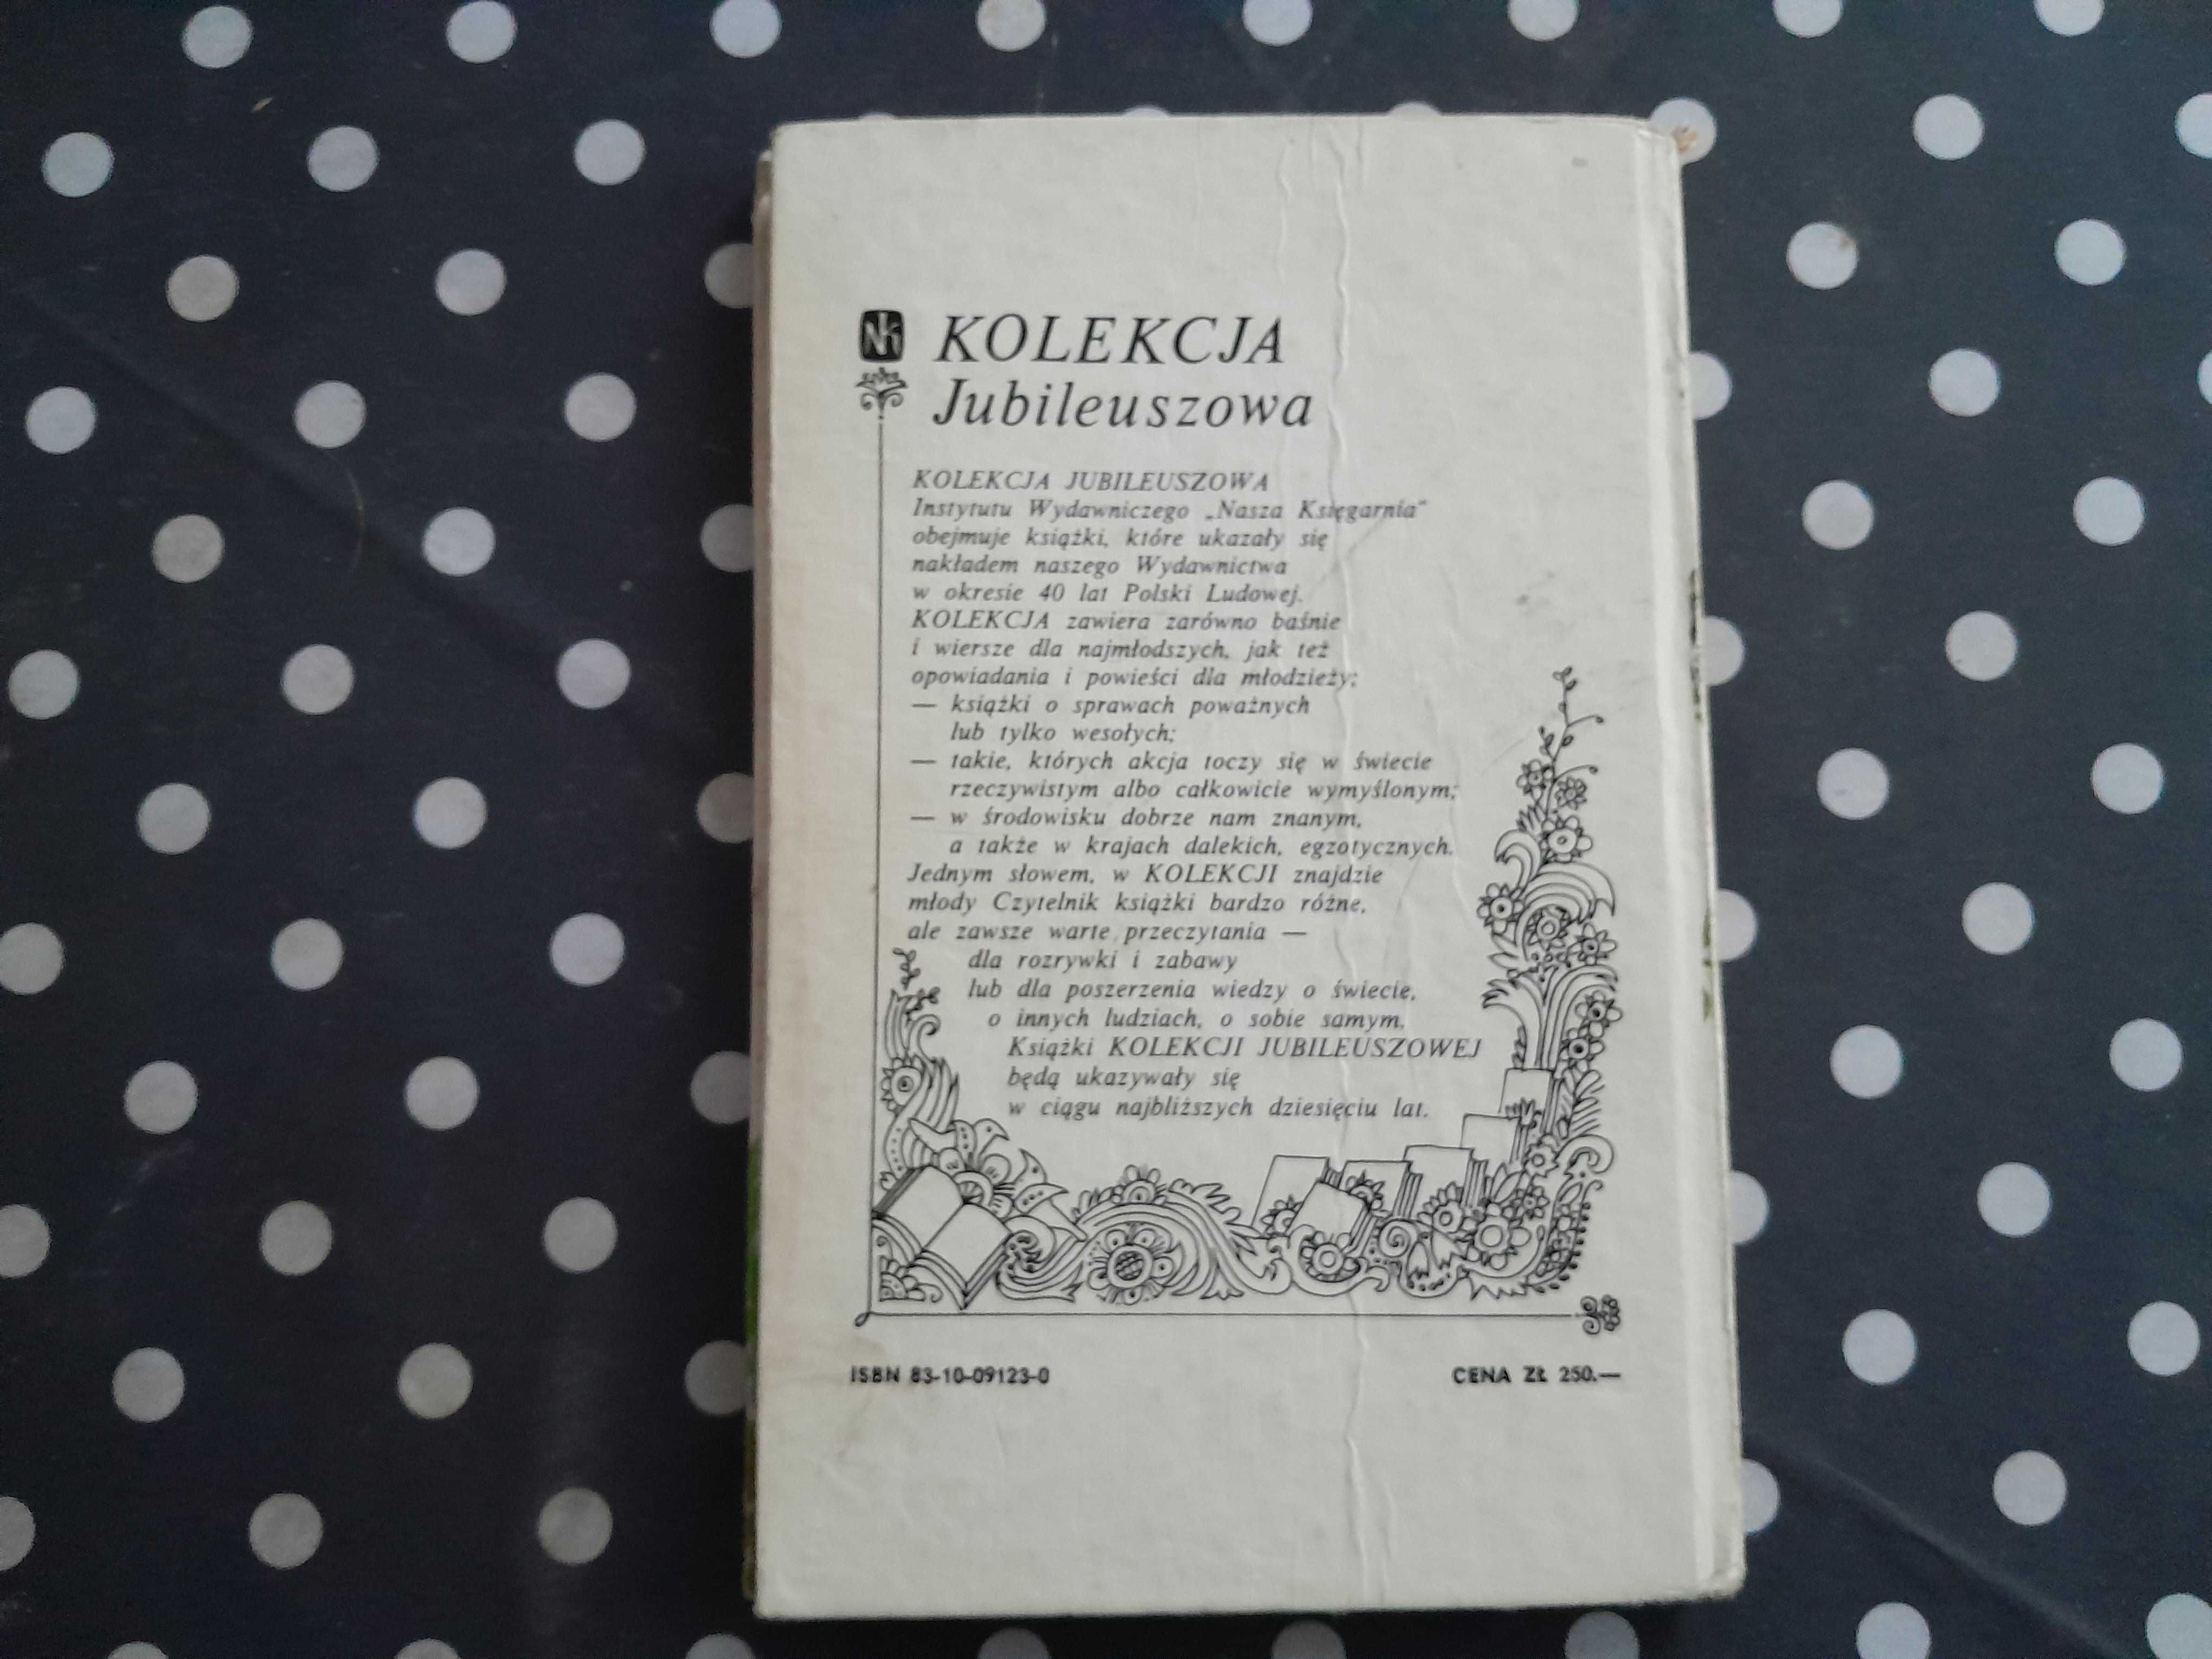 NK
KOLEKCJA
Jubileuszowa
KOLEKCJA JUBILEUSZOWA
Instytutu Wydawniczego „Nasza Księgarnia"
obejmuje książki, które ukazały się
nakładem naszego Wydawnictwa
w okresie 40 lat Polski Ludowej.
KOLEKCJA zawiera zarówno baśnie
i wiersze dla najmłodszych, jak też
opowiadania i powieści dla młodzieży;
— książki o sprawach poważnych
lub tylko wesołych;
— takie, których akcja toczy się w świecie
rzeczywistym albo całkowicie wymyślonym;
— w środowisku dobrze nam znanym,
a także w krajach dalekich, egzotycznych.
Jednym słowem, w KOLEKCJI znajdzie
młody Czytelnik książki bardzo różne,
ale zawsze warte przeczytania —
dla rozrywki i zabawy
lub dla poszerzenia wiedzy o świecie,
o innych ludziach, o sobie samym.
Książki KOLEKCJI JUBILEUSZOWEJ
będą ukazywały się
w ciągu najbliższych dziesięciu lat.
ISBN 83-10-09123-0
CENA ZŁ 250.—